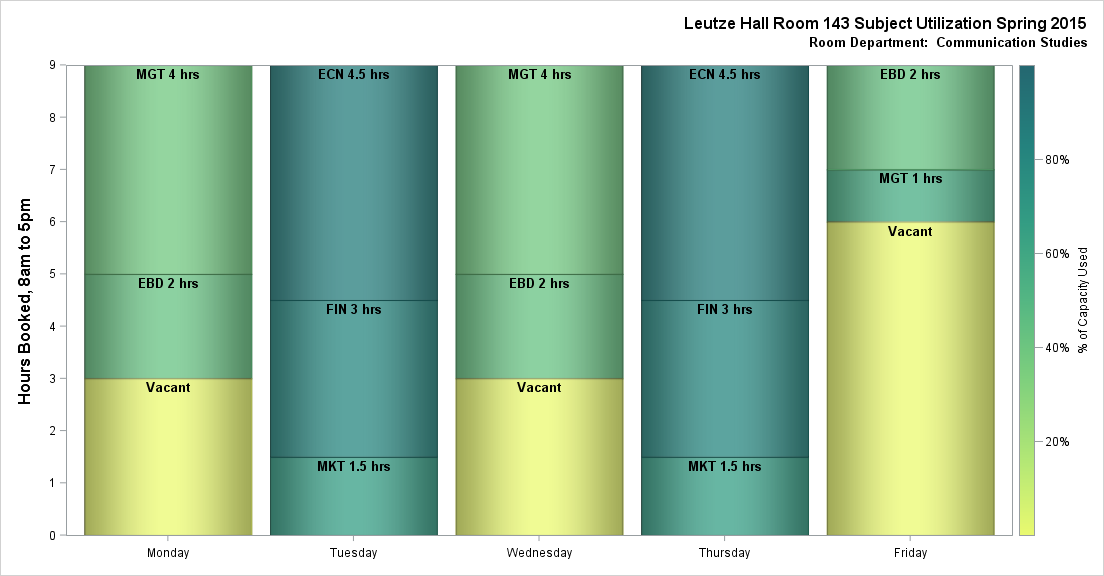 Leutze Hall Room 143 Subject Utilization Spring 2015
Room Department: Communication Studies
Hours Booked, 8am to 5pm
9
8
7
6
5
4
3
2
1
0
MGT 4 hrs
EBD 2 hrs
Vacant
ECN 4.5 hrs
FIN 3 hrs
MKT 1.5 hrs
MGT 4 hrs
EBD 2 hrs
Vacant
ECN 4.5 hrs
FIN 3 hrs
MKT 1.5 hrs
EBD 2 hrs
MGT 1 hrs
Vacant
Monday
Tuesday
Wednesday
Thursday
Friday
80%
60%
40%
20%
% of Capacity Used